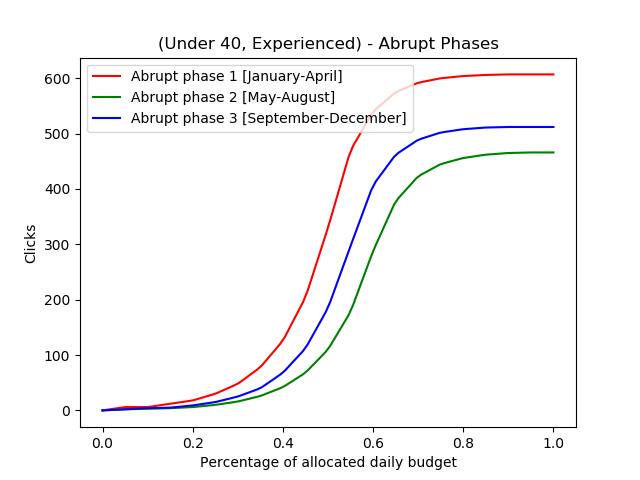 (Under 40, Experienced) - Abrupt Phases
Abrupt phase 1 [January-April]
Abrupt phase 2 [May-August]
Abrupt phase 3 [September-December]
600
500
400
300
200
100
0
Clicks
0.0 0.2 0.4 0.6 0.8 1.0
Percentage of allocated daily budget